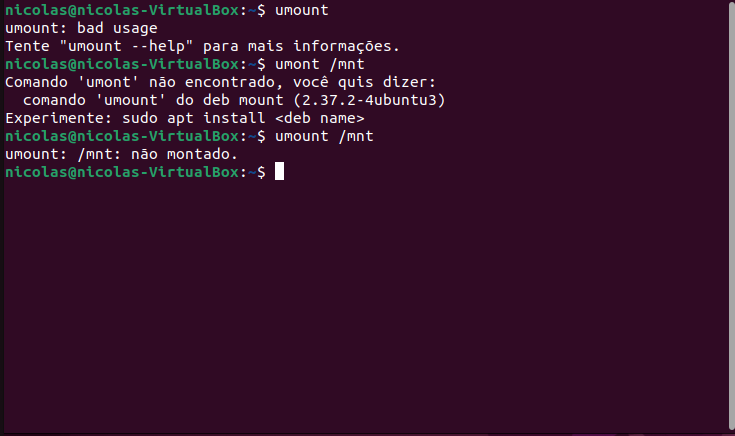 nicolas@nicolas-VirtualBox:~$ umount
umount: bad usage
Tente "umount --help" para mais informações.
nicolas@nicolas-VirtualBox:~$ umont /mnt
Comando 'umont' não encontrado, você quis dizer:
  comando 'umount' do deb mount (2.37.2-4ubuntu3)
Experimente: sudo apt install <deb name>
nicolas@nicolas-VirtualBox:~$ umount /mnt
umount: /mnt: não montado.
nicolas@nicolas-VirtualBox:~$